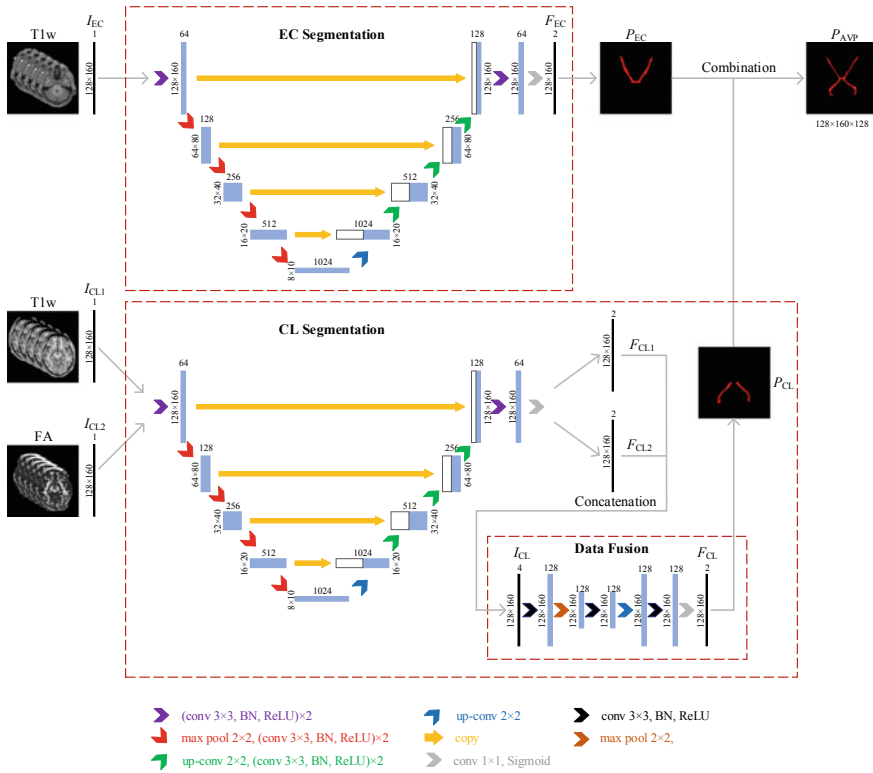 I_EC
T1w
1
128×160
EC Segmentation
64
128×160
128
64×80
256
32×40
512
16×20
8×10
1024
1024
16×20
512
32×40
256
64×80
128
128×160
64
128×160
F_EC
2
128×160
P_EC
Combination
P_AVP
128×160×128
T1w
I_CL1
1
128×160
FA
I_CL2
1
128×160
CL Segmentation
64
128×160
128
64×80
256
32×40
512
16×20
8×10
1024
1024
16×20
512
32×40
256
64×80
128
128×160
64
128×160
2
128×160
F_CL1
2
128×160
F_CL2
Concatenation
P_CL
Data Fusion
I_CL
4
128×160
128
128×160
128
128×160
128
128×160
128
128×160
128
128×160
F_CL
2
128×160
(conv 3×3, BN, ReLU)×2
up-conv 2×2
conv 3×3, BN, ReLU
max pool 2×2, (conv 3×3, BN, ReLU)×2
copy
max pool 2×2,
up-conv 2×2, (conv 3×3, BN, ReLU)×2
conv 1×1, Sigmoid